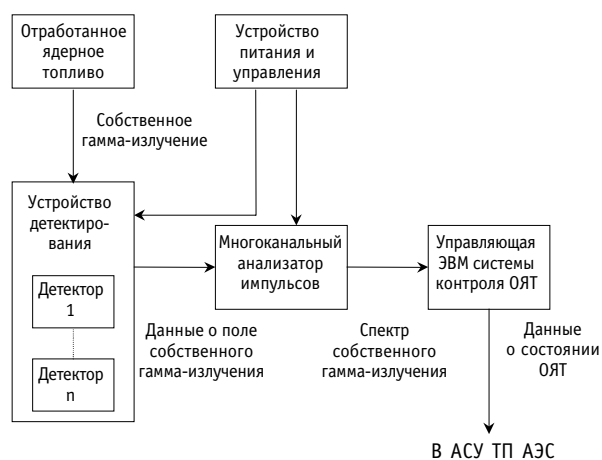 Отработанное
ядерное
топливо
Устройство
питания и
управления
Собственное
гамма-излучение
Устройство
детектиро-
вания
Детектор
1
Детектор
n
Многоканальный
анализатор
импульсов
Управляющая
ЭВМ системы
контроля ОЯТ
Данные о поле
собственного
гамма-излучения
Спектр
собственного
гамма-излучения
Данные
о состоянии
ОЯТ
В АСУ ТП АЭС